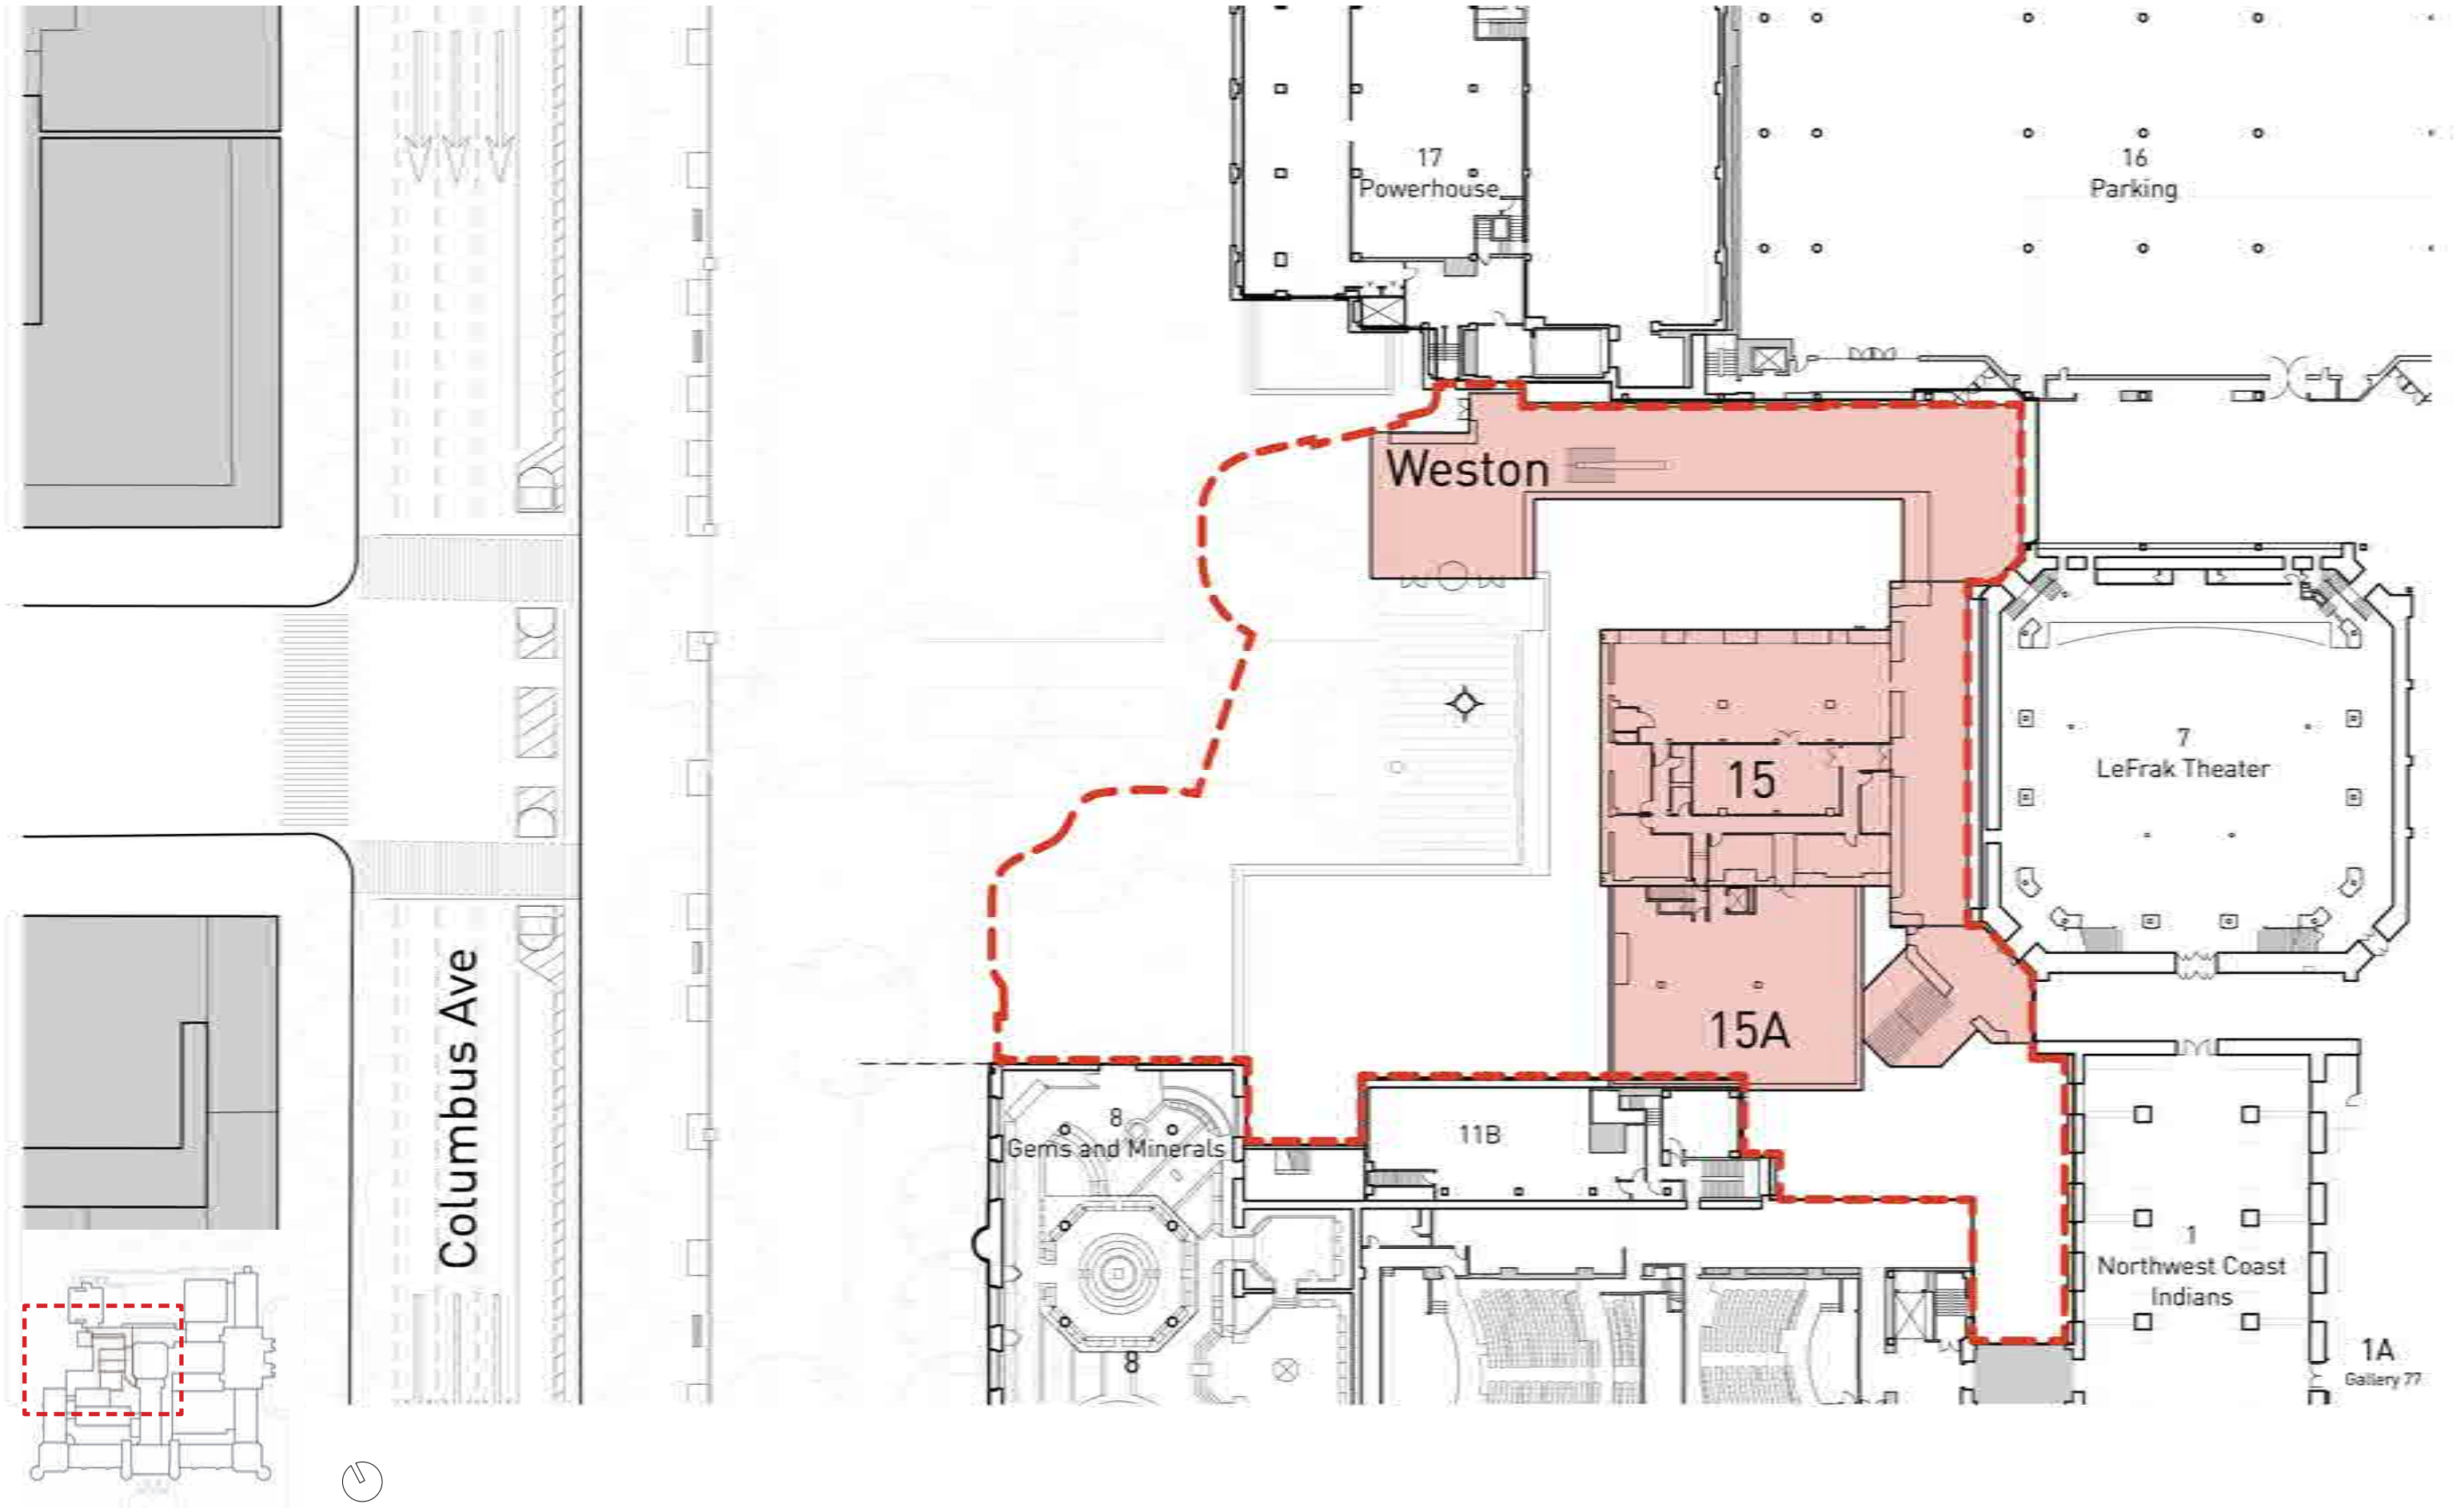 17
Powerhouse
16
Parking
Weston
7
LeFrak Theater
15
15A
Columbus Ave
8
Gems and Minerals
11B
1
Northwest Coast
Indians
8
1A
Gallery 77